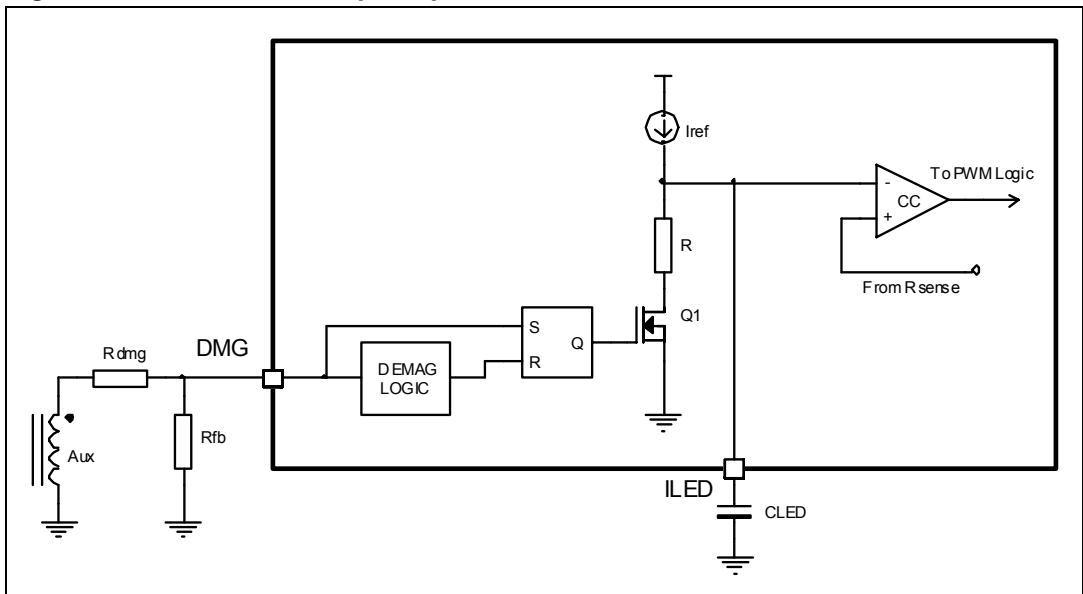 Iref
To PWM Logic
-
CC
+
R
From Rsense
Q1
S
Q
R
DMG
DEMAG
LOGIC
Rdmg
Rfb
Aux
ILED
CLED